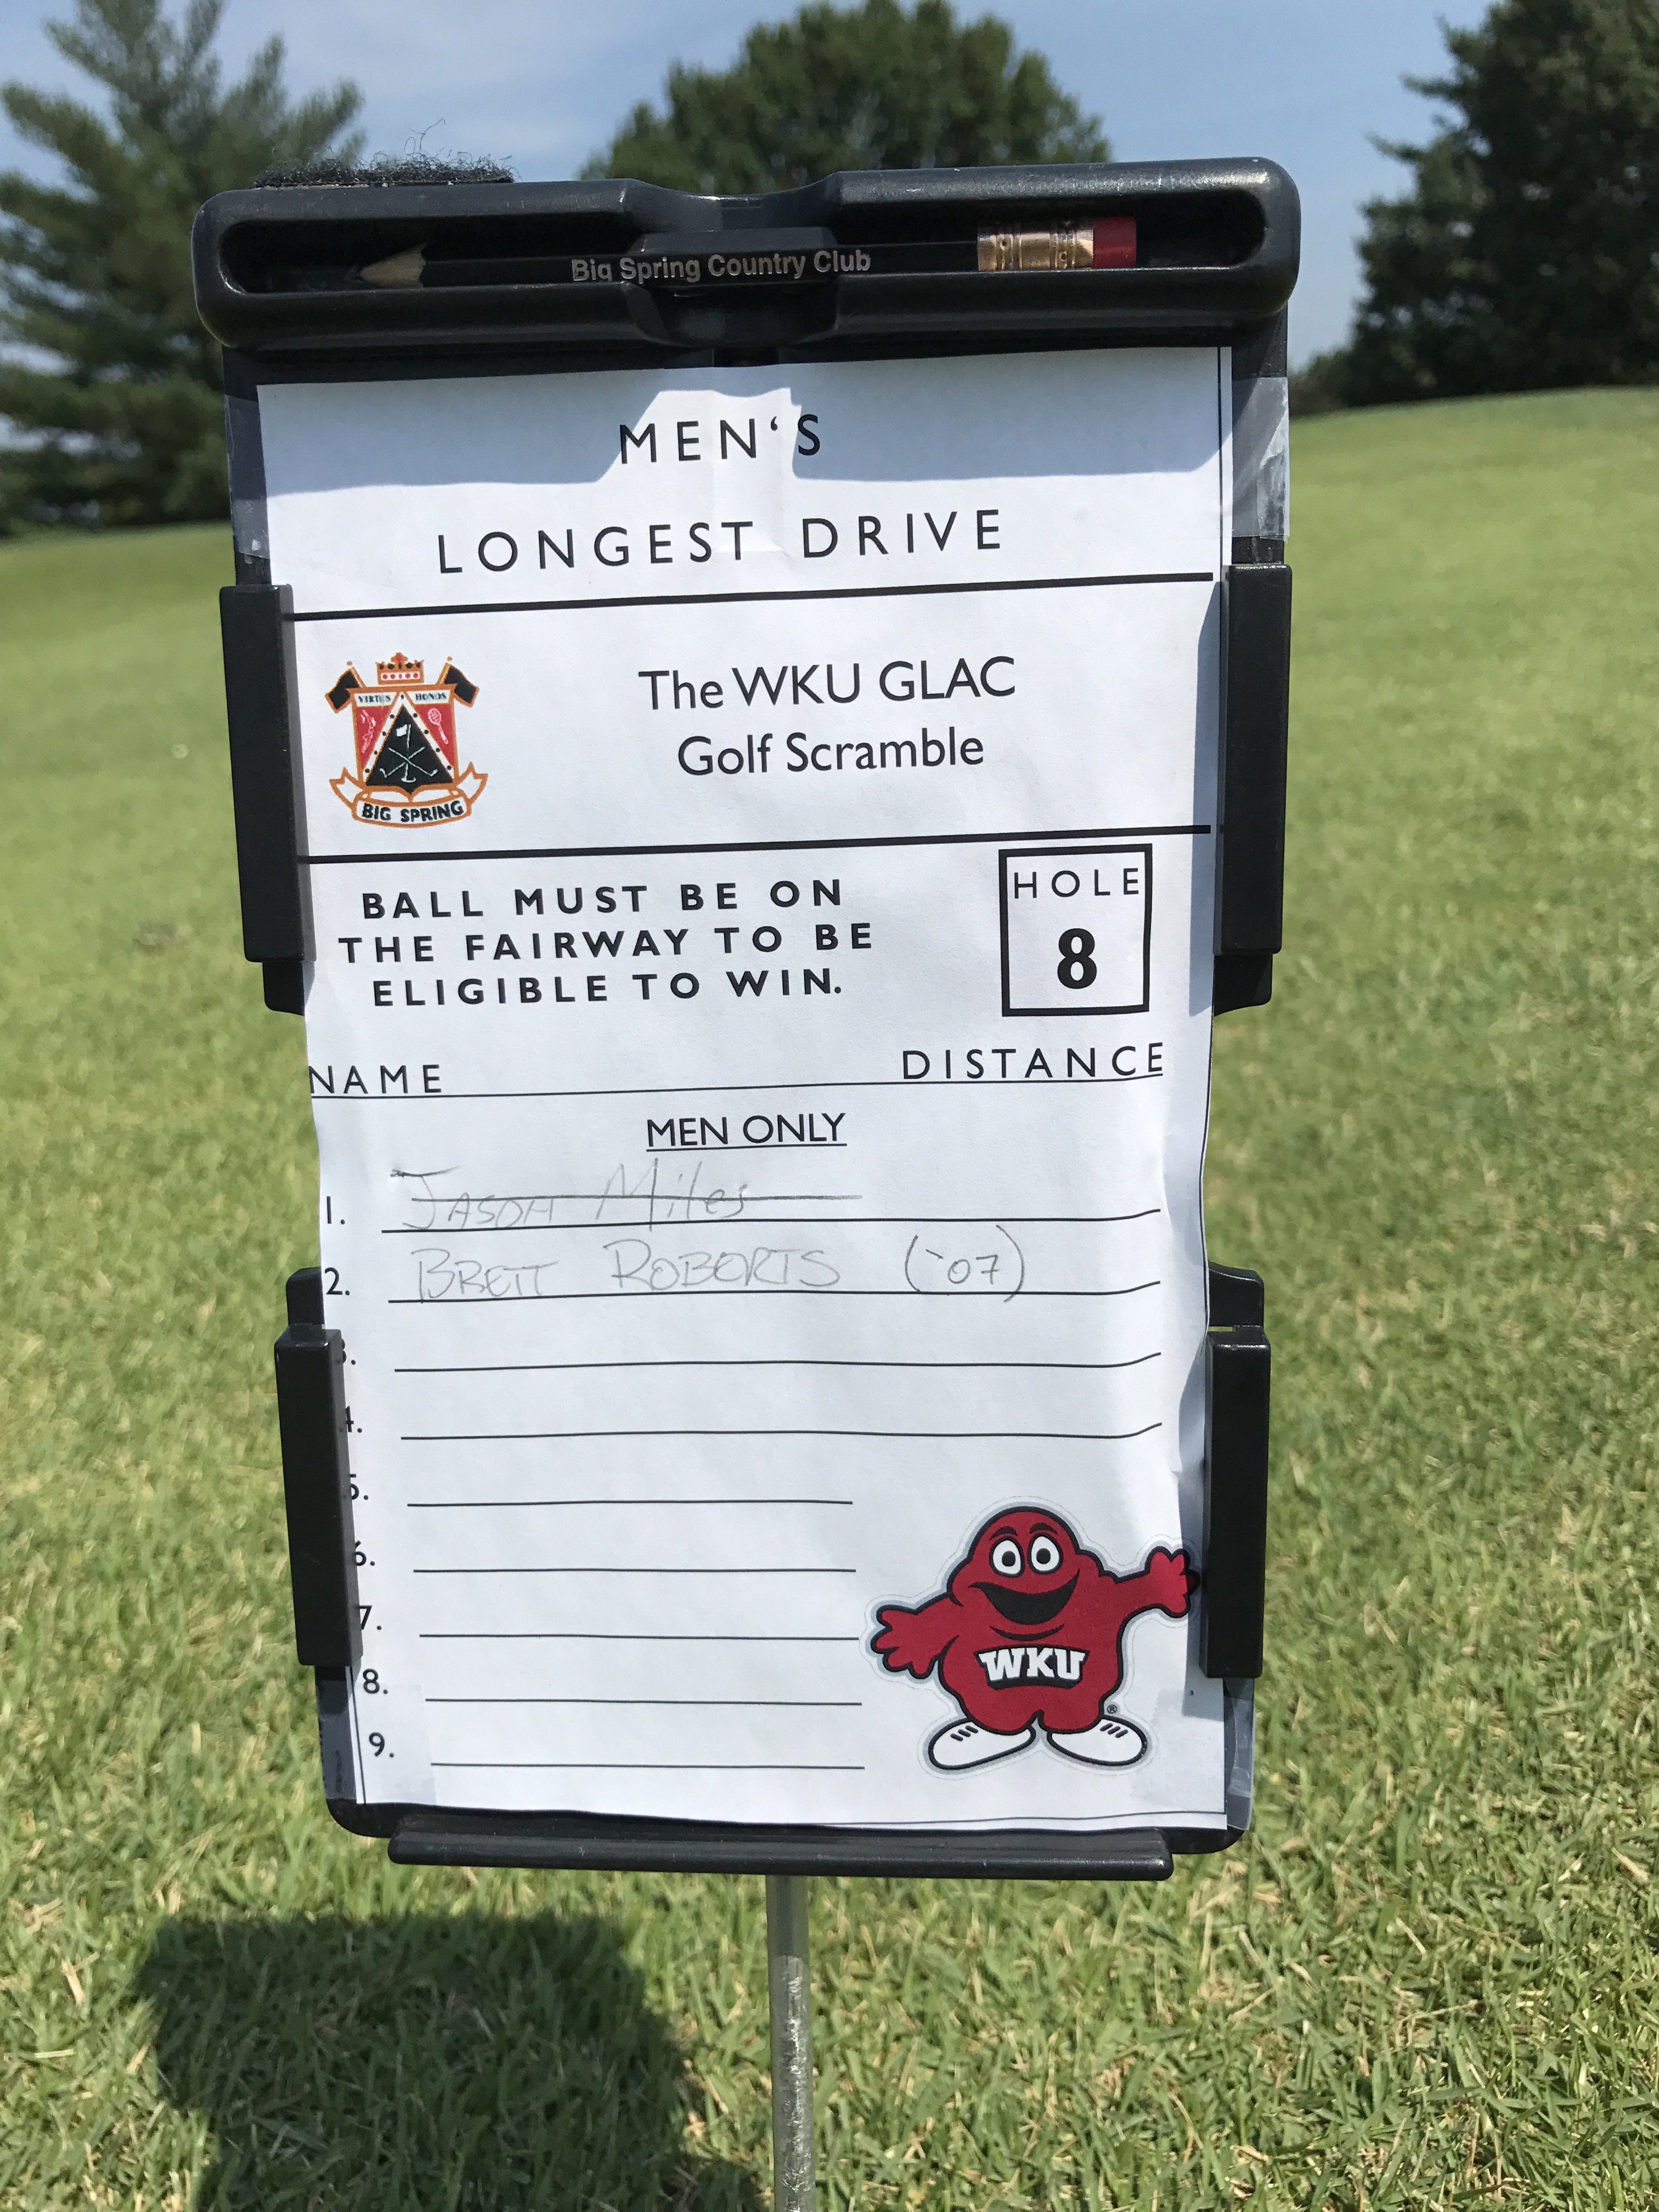 Big Spring Country Club
MEN‘S
LONGEST DRIVE
VIRTUS HONOS
BIG SPRING
The WKU GLAC
Golf Scramble
BALL MUST BE ON
THE FAIRWAY TO BE
ELIGIBLE TO WIN.
HOLE
8
NAME DISTANCE
MEN ONLY
1. JASON Miles
2. BRETT ROBERTS (`07)
3.
4.
5.
6.
7.
8.
9.
WKU
®